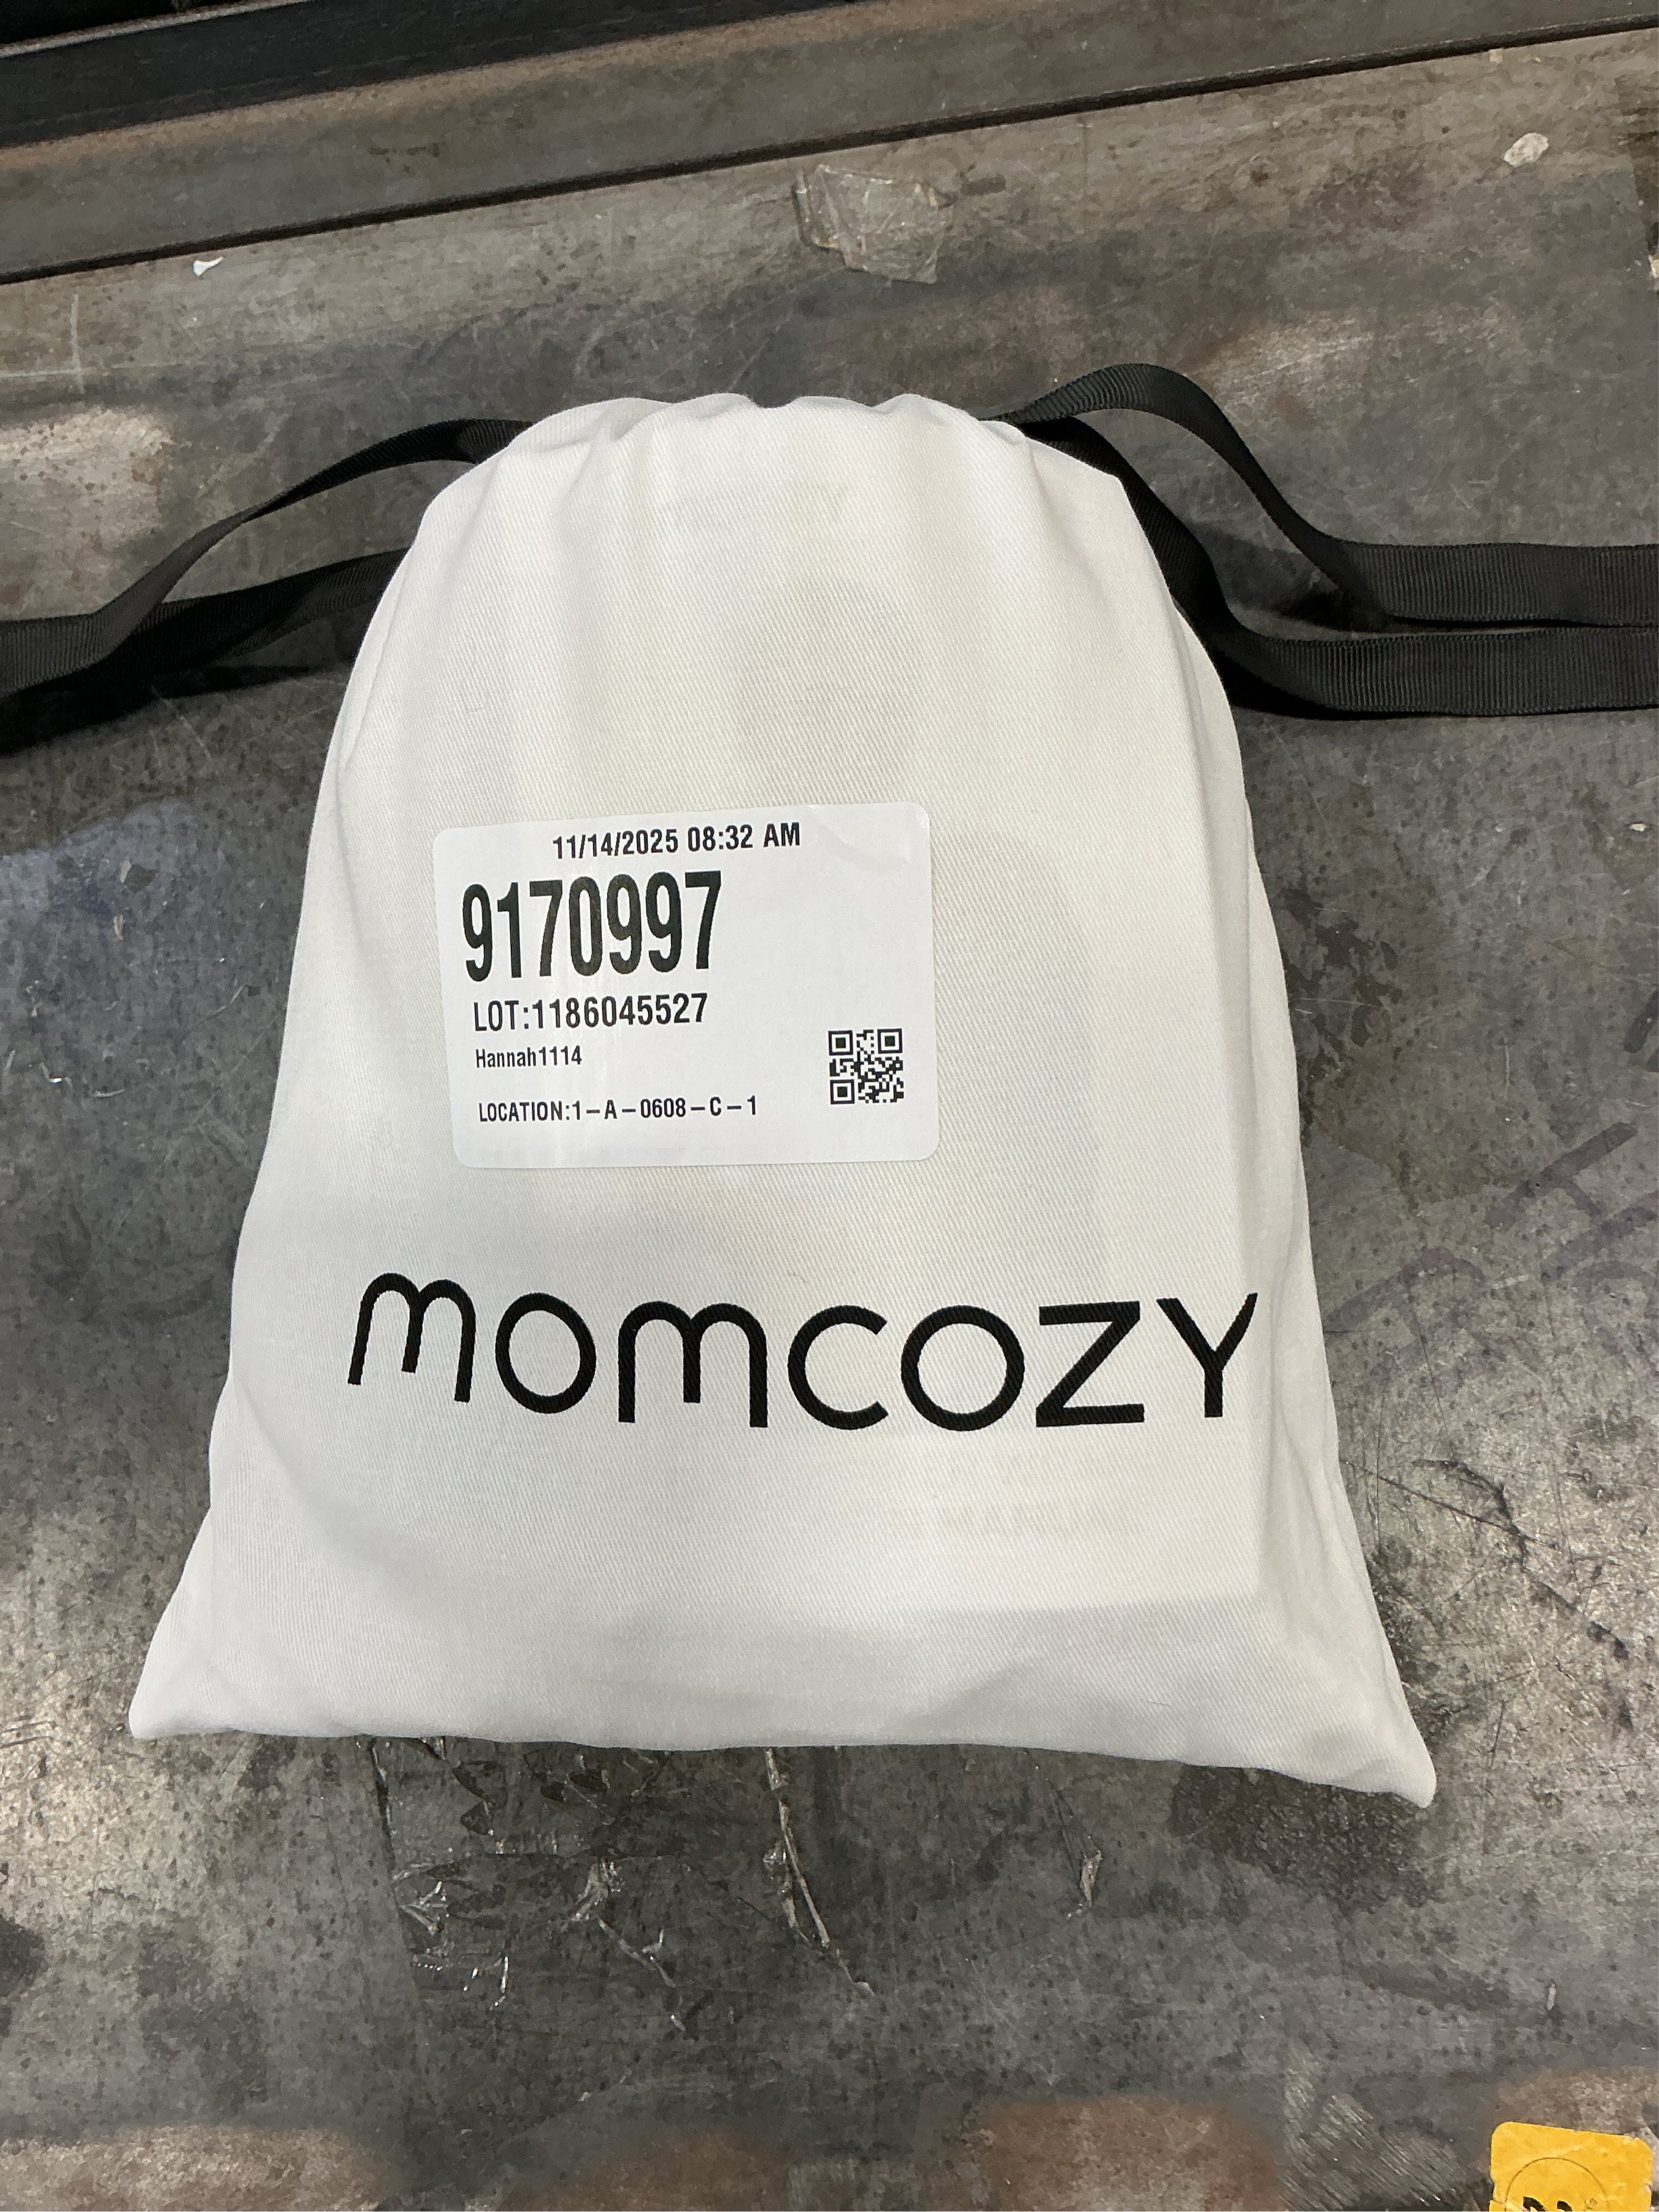 11/14/2025 08:32 AM
9170997
LOT:1186045527
Hannah1114
LOCATION:1-A-0608-C-1
momcozy